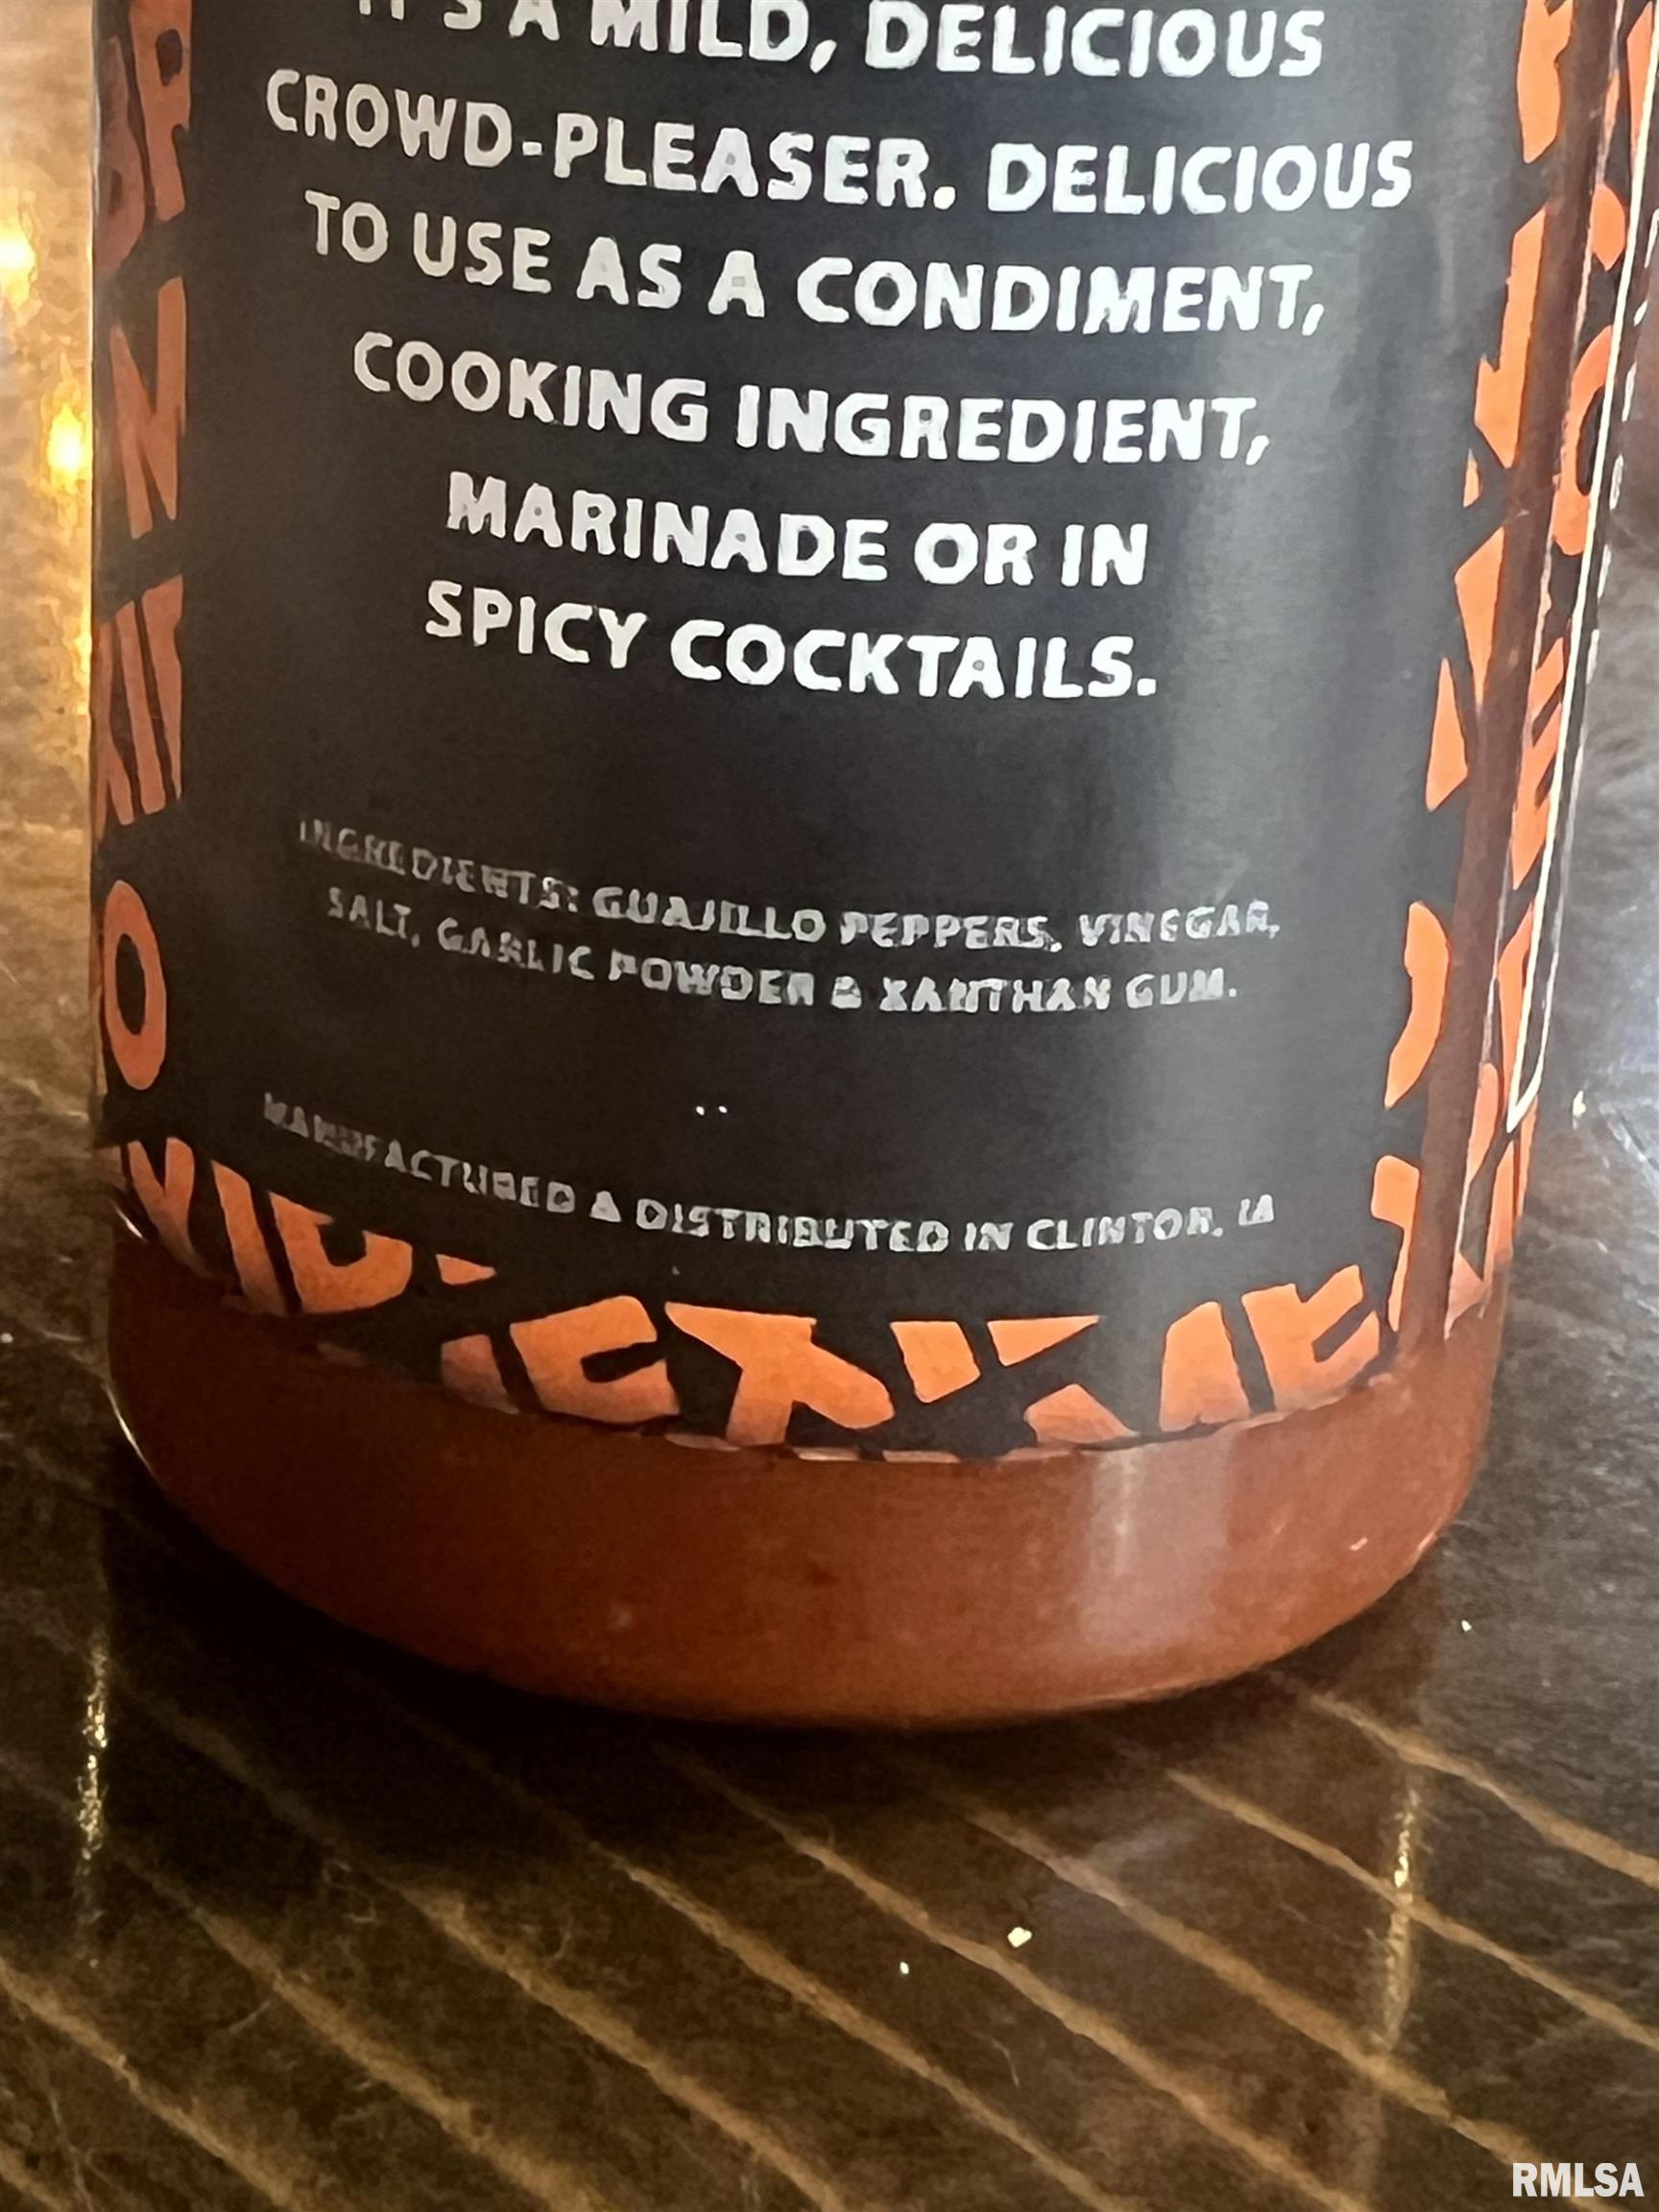 IT'S A MILD, DELICIOUS
CROWD-PLEASER. DELICIOUS
TO USE AS A CONDIMENT,
COOKING INGREDIENT,
MARINADE OR IN
SPICY COCKTAILS.
INGREDIENTS: GUAJILLO PEPPERS, VINEGAR,
SALT, GARLIC POWDER & XANTHAN GUM.
MANUFACTURED & DISTRIBUTED IN CLINTON, IA
RMLSA